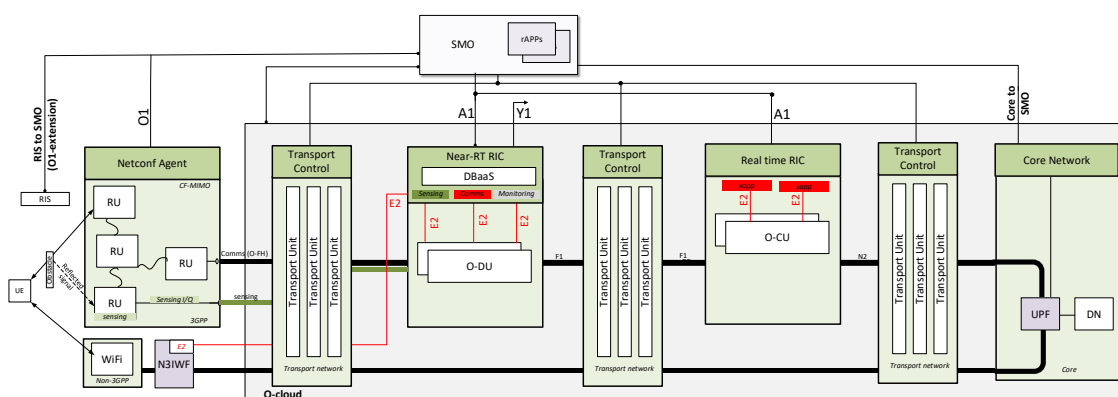 SMO
rAPPs
RIS to SMO
(O1-extension)
O1
A1
Y1
A1
Core to
SMO
Netconf Agent
CF-MIMO
RU
RU
RU
RU
sensing
Sensing I/Q
3GPP
RIS
UE
Obstacle
Reflected
signal
WiFi
Non-3GPP
N3IWF
E2
Comms (O-FH)
sensing
Transport
Control
Transport Unit
Transport Unit
Transport Unit
Transport network
Near-RT RIC
DBaaS
Sensing
Comms
Monitoring
E2
E2
E2
E2
O-DU
F1
Transport
Control
Transport Unit
Transport Unit
Transport Unit
Transport network
F1
Real time RIC
xapp
xapp
E2
E2
O-CU
N2
Transport
Control
Transport Unit
Transport Unit
Transport Unit
Transport network
Core Network
UPF
DN
Core
O-cloud